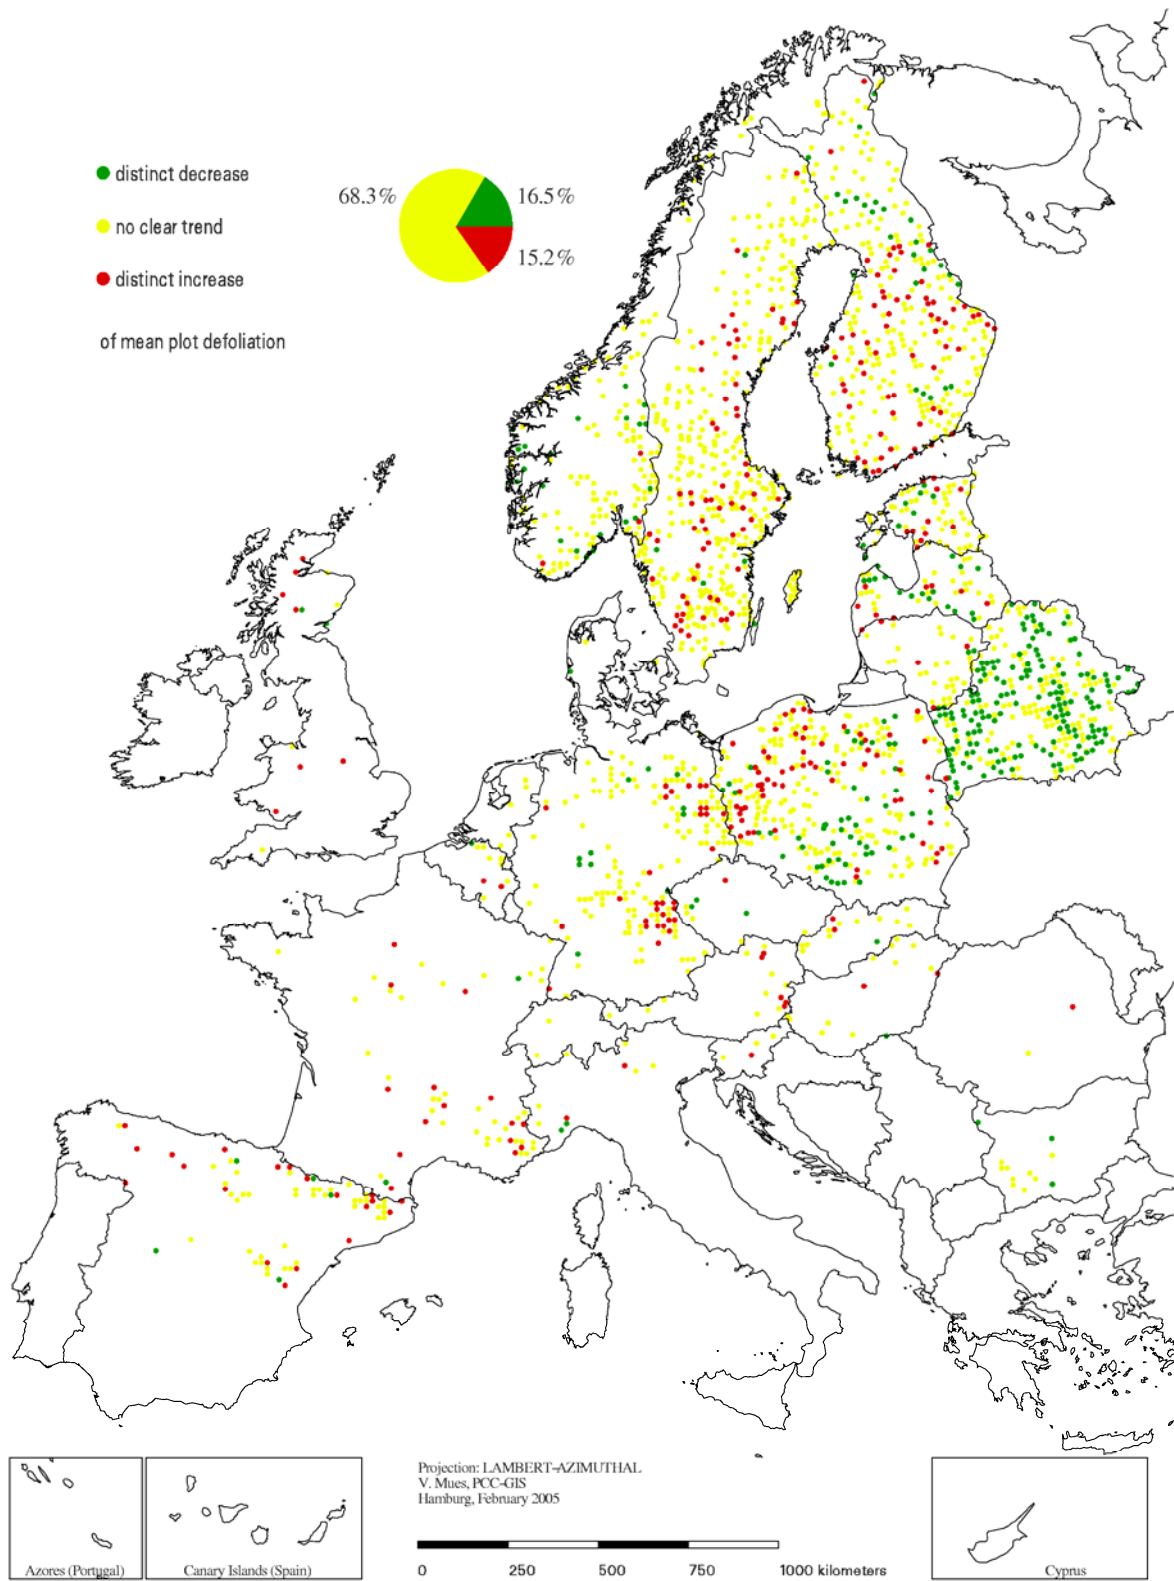 distinct decrease
no clear trend
distinct increase
of mean plot defoliation
68.3%
16.5%
15.2%
Projection: LAMBERT-AZIMUTHAL
V. Mues, PCC-GIS
Hamburg, February 2005
0 250 500 750 1000 kilometers
Azores (Portugal)
Canary Islands (Spain)
Cyprus